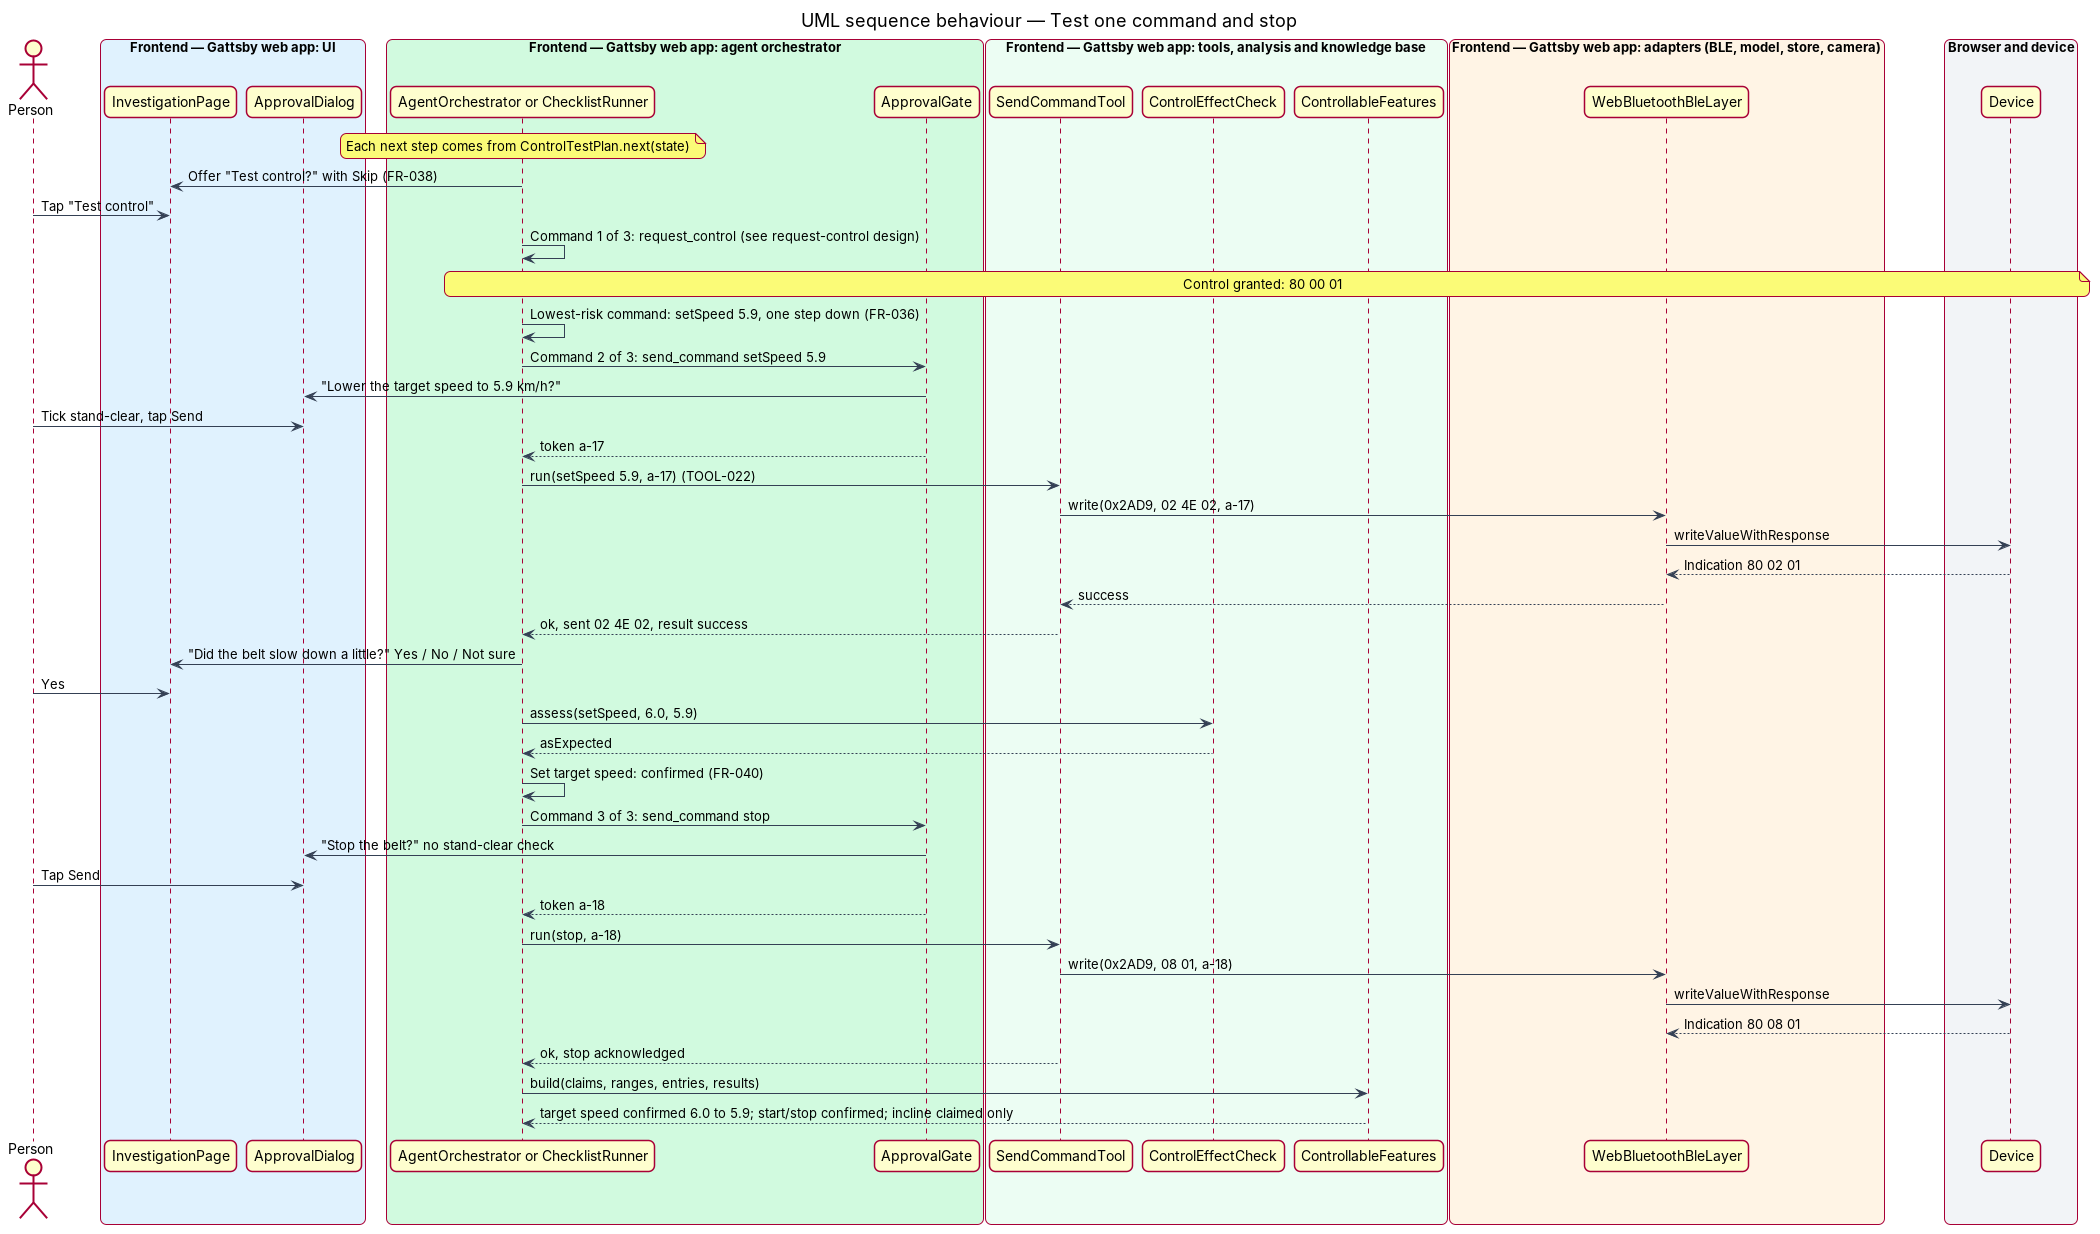 UML sequence behaviour — Test one command and stop
Frontend — Gattsby web app: UI
Frontend — Gattsby web app: agent orchestrator
Frontend — Gattsby web app: tools, analysis and knowledge base
Frontend — Gattsby web app: adapters (BLE, model, store, camera)
Browser and device
Person
InvestigationPage
ApprovalDialog
AgentOrchestrator or ChecklistRunner
ApprovalGate
SendCommandTool
ControlEffectCheck
ControllableFeatures
WebBluetoothBleLayer
Device
Each next step comes from ControlTestPlan.next(state)
Offer "Test control?" with Skip (FR-038)
Tap "Test control"
Command 1 of 3: request_control (see request-control design)
Control granted: 80 00 01
Lowest-risk command: setSpeed 5.9, one step down (FR-036)
Command 2 of 3: send_command setSpeed 5.9
"Lower the target speed to 5.9 km/h?"
Tick stand-clear, tap Send
token a-17
run(setSpeed 5.9, a-17) (TOOL-022)
write(0x2AD9, 02 4E 02, a-17)
writeValueWithResponse
Indication 80 02 01
success
ok, sent 02 4E 02, result success
"Did the belt slow down a little?" Yes / No / Not sure
Yes
assess(setSpeed, 6.0, 5.9)
asExpected
Set target speed: confirmed (FR-040)
Command 3 of 3: send_command stop
"Stop the belt?" no stand-clear check
Tap Send
token a-18
run(stop, a-18)
write(0x2AD9, 08 01, a-18)
writeValueWithResponse
Indication 80 08 01
ok, stop acknowledged
build(claims, ranges, entries, results)
target speed confirmed 6.0 to 5.9; start/stop confirmed; incline claimed only
Person
InvestigationPage
ApprovalDialog
AgentOrchestrator or ChecklistRunner
ApprovalGate
SendCommandTool
ControlEffectCheck
ControllableFeatures
WebBluetoothBleLayer
Device